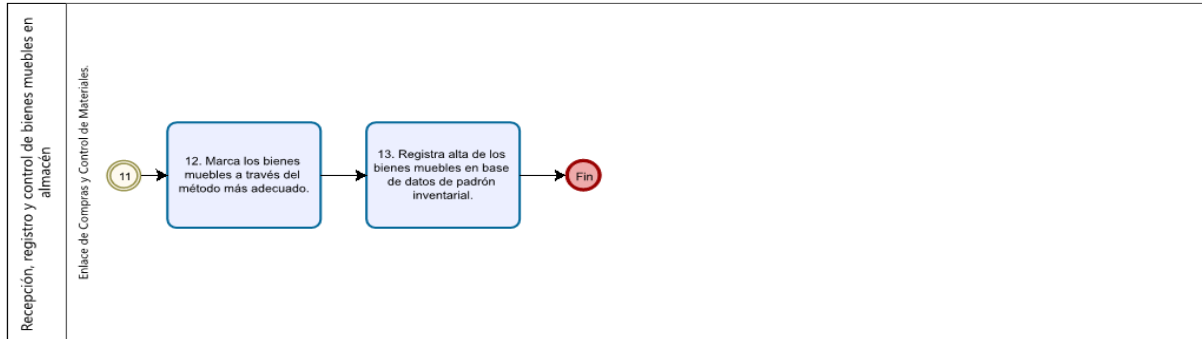 Recepción, registro y control de bienes muebles en
almacén
Enlace de Compras y Control de Materiales.
11
12. Marca los bienes
muebles a través del
método más adecuado.
13. Registra alta de los
bienes muebles en base
de datos de padrón
inventarial.
Fin